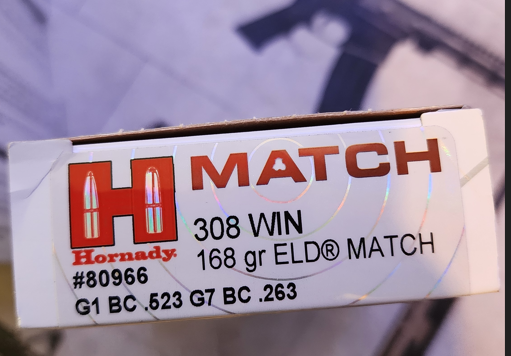 MATCH
308 WIN
168 gr ELD® MATCH
Hornady.
#80966
G1 BC .523 G7 BC .263